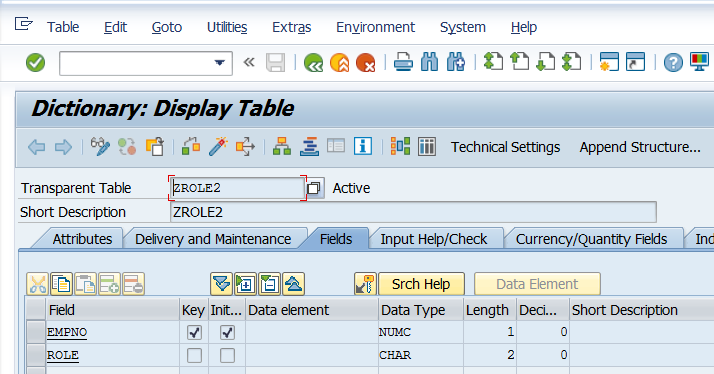 Table Edit Goto Utilities Extras Environment System Help
Dictionary: Display Table
Technical Settings Append Structure...
Transparent Table ZROLE2 Active
Short Description ZROLE2
Attributes Delivery and Maintenance Fields Input Help/Check Currency/Quantity Fields Ind
Srch Help Data Element
Field Key Init... Data element Data Type Length Deci... Short Description
EMPNO NUMC 1 0
ROLE CHAR 2 0